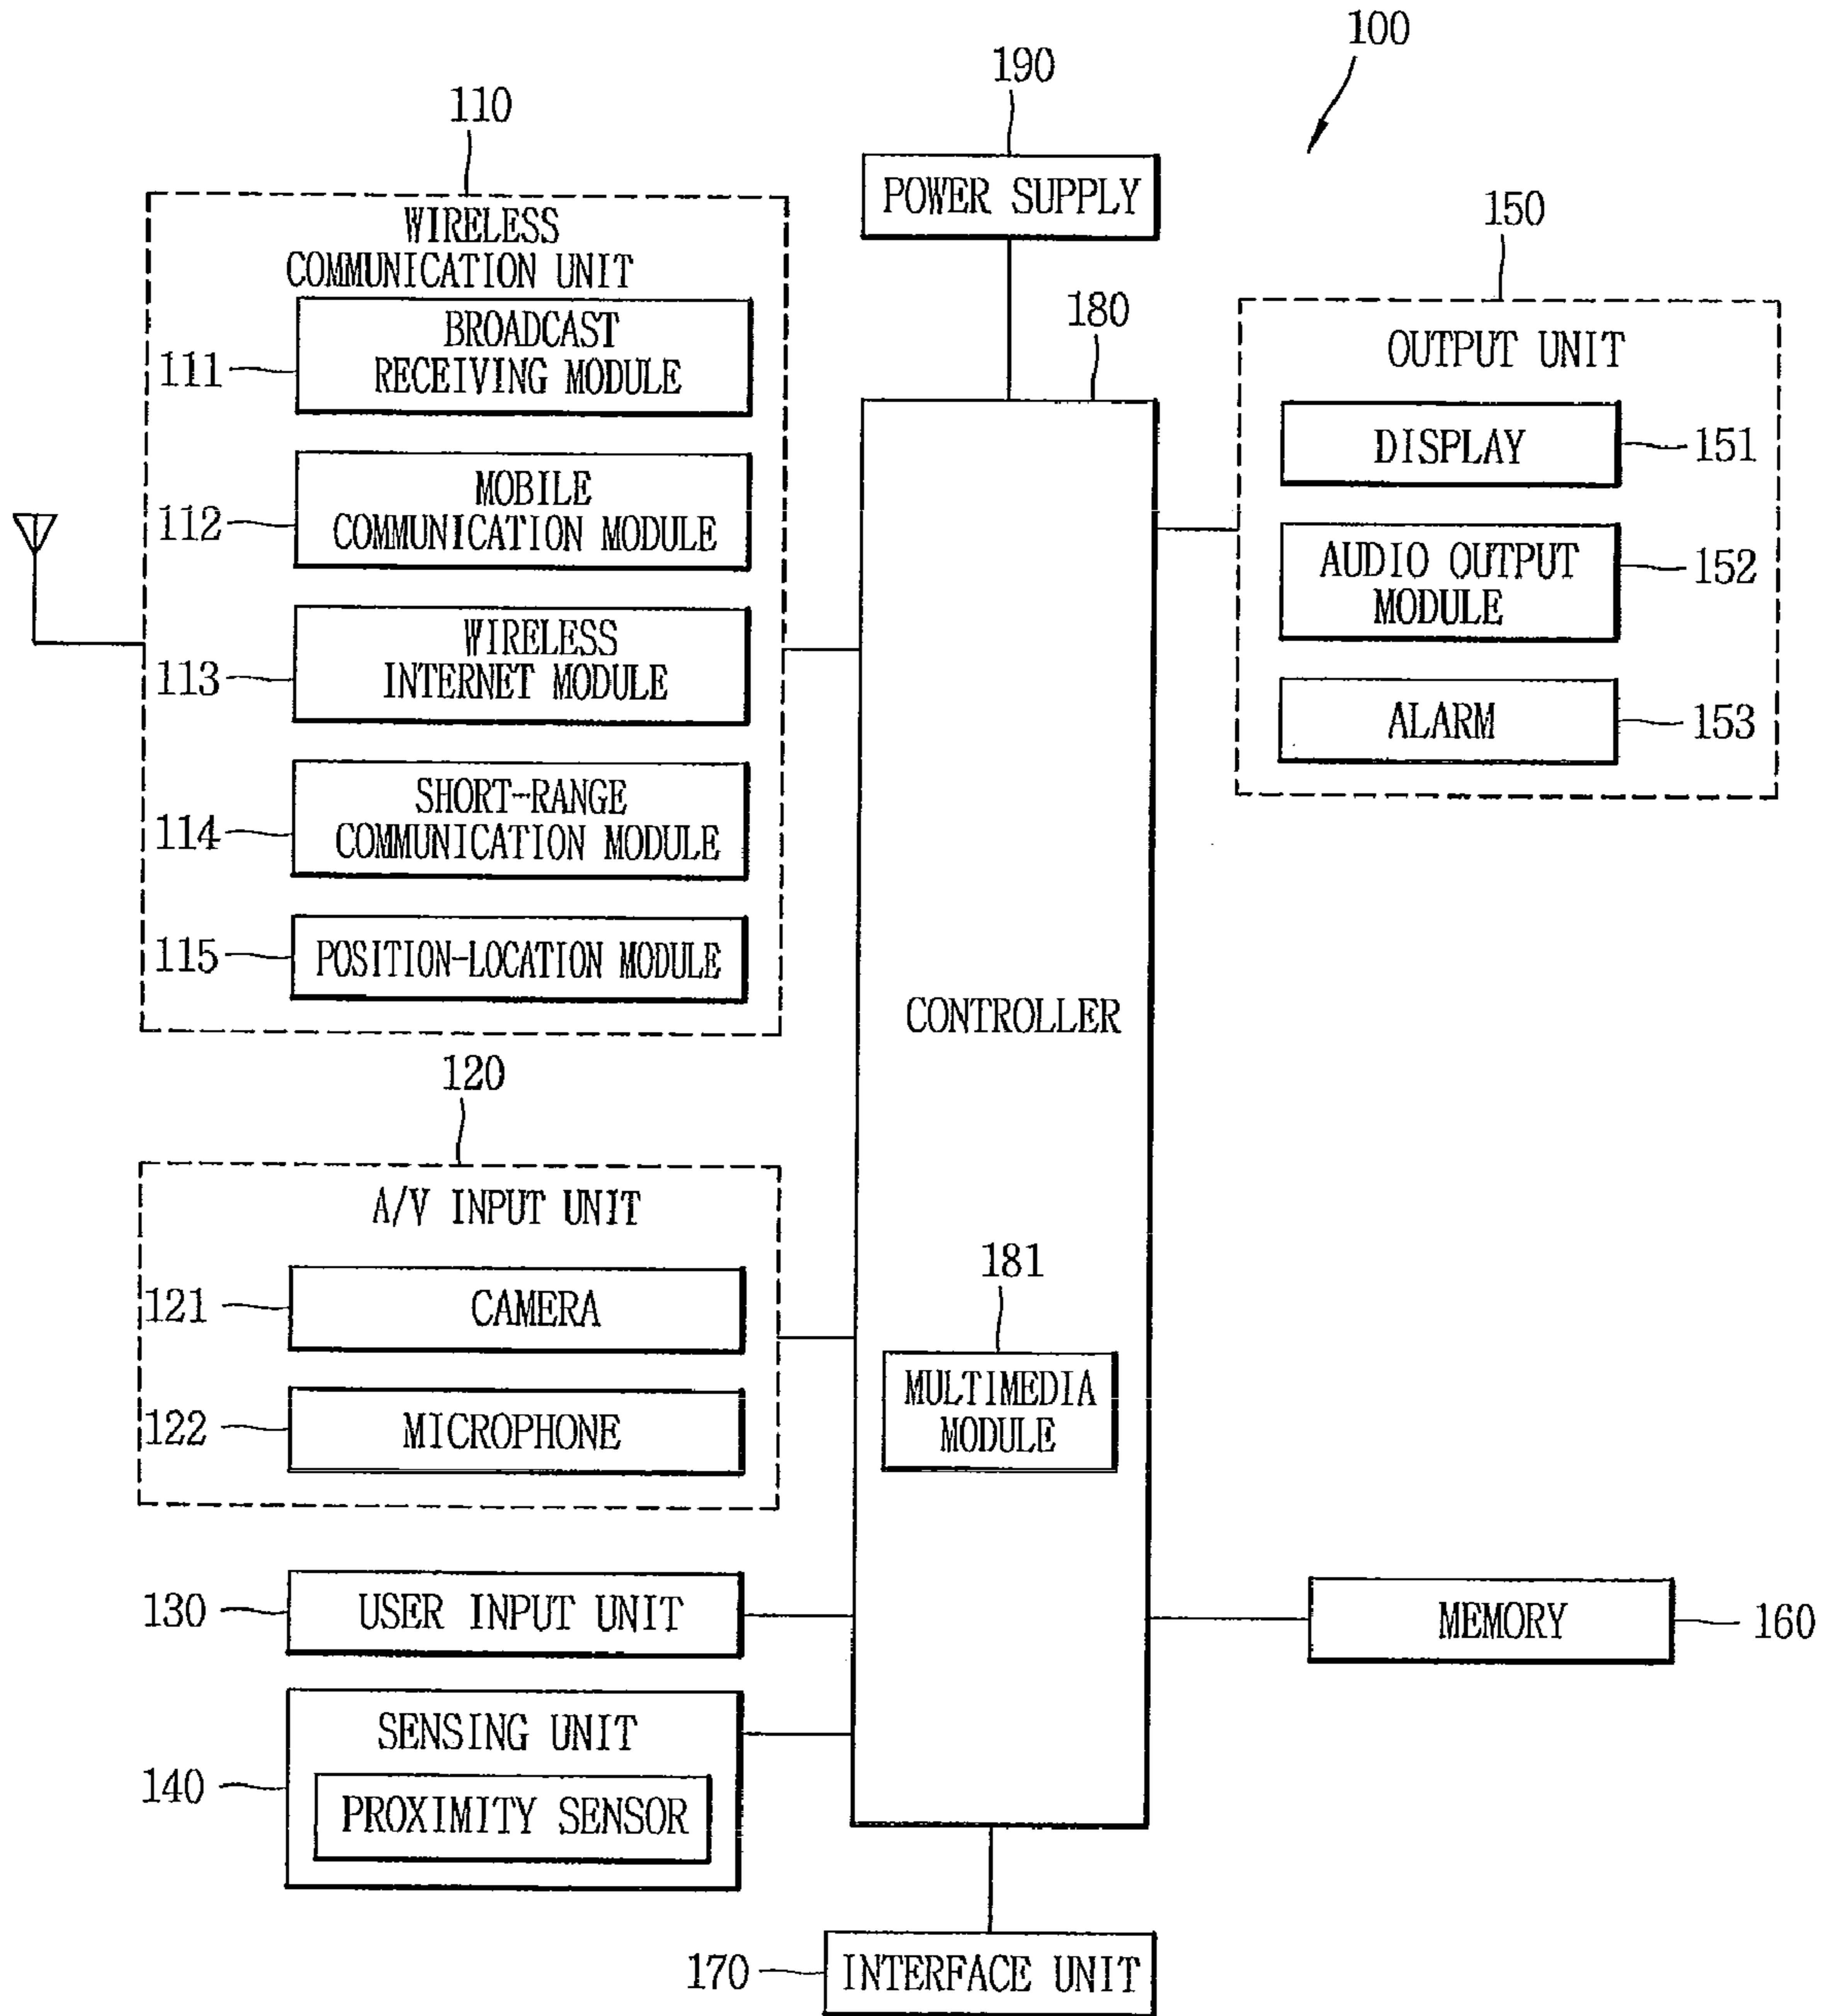 100
190
110
POWER SUPPLY
150
WIRELESS
COMMUNICATION UNIT
180
OUTPUT UNIT
BROADCAST
RECEIVING MODULE
111
DISPLAY
151
MOBILE
COMMUNICATION MODULE
112
AUDIO OUTPUT
MODULE
152
WIRELESS
INTERNET MODULE
113
ALARM
153
SHORT-RANGE
COMMUNICATION MODULE
114
115
POSITION-LOCATION MODULE
CONTROLLER
120
A/V INPUT UNIT
121
CAMERA
181
MULTIMEDIA
MODULE
122
MICROPHONE
130
USER INPUT UNIT
MEMORY
160
SENSING UNIT
140
PROXIMITY SENSOR
170
INTERFACE UNIT